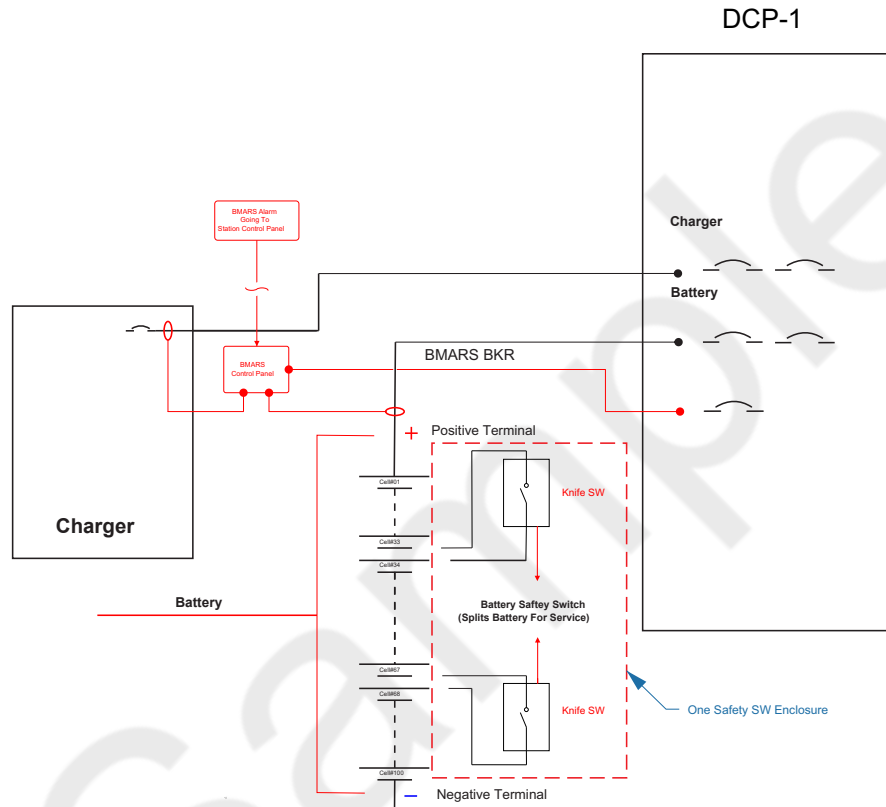 DCP-1
BMARS Alarm
Going To
Station Control Panel
Charger
Battery
BMARS BKR
BMARS
Control Panel
+ Positive Terminal
Cell#01
Knife SW
Charger
Cell#33
Cell#34
Battery
Battery Saftey Switch
(Splits Battery For Service)
Cell#67
Cell#68
Knife SW
One Safety SW Enclosure
Cell#100
− Negative Terminal
Sample